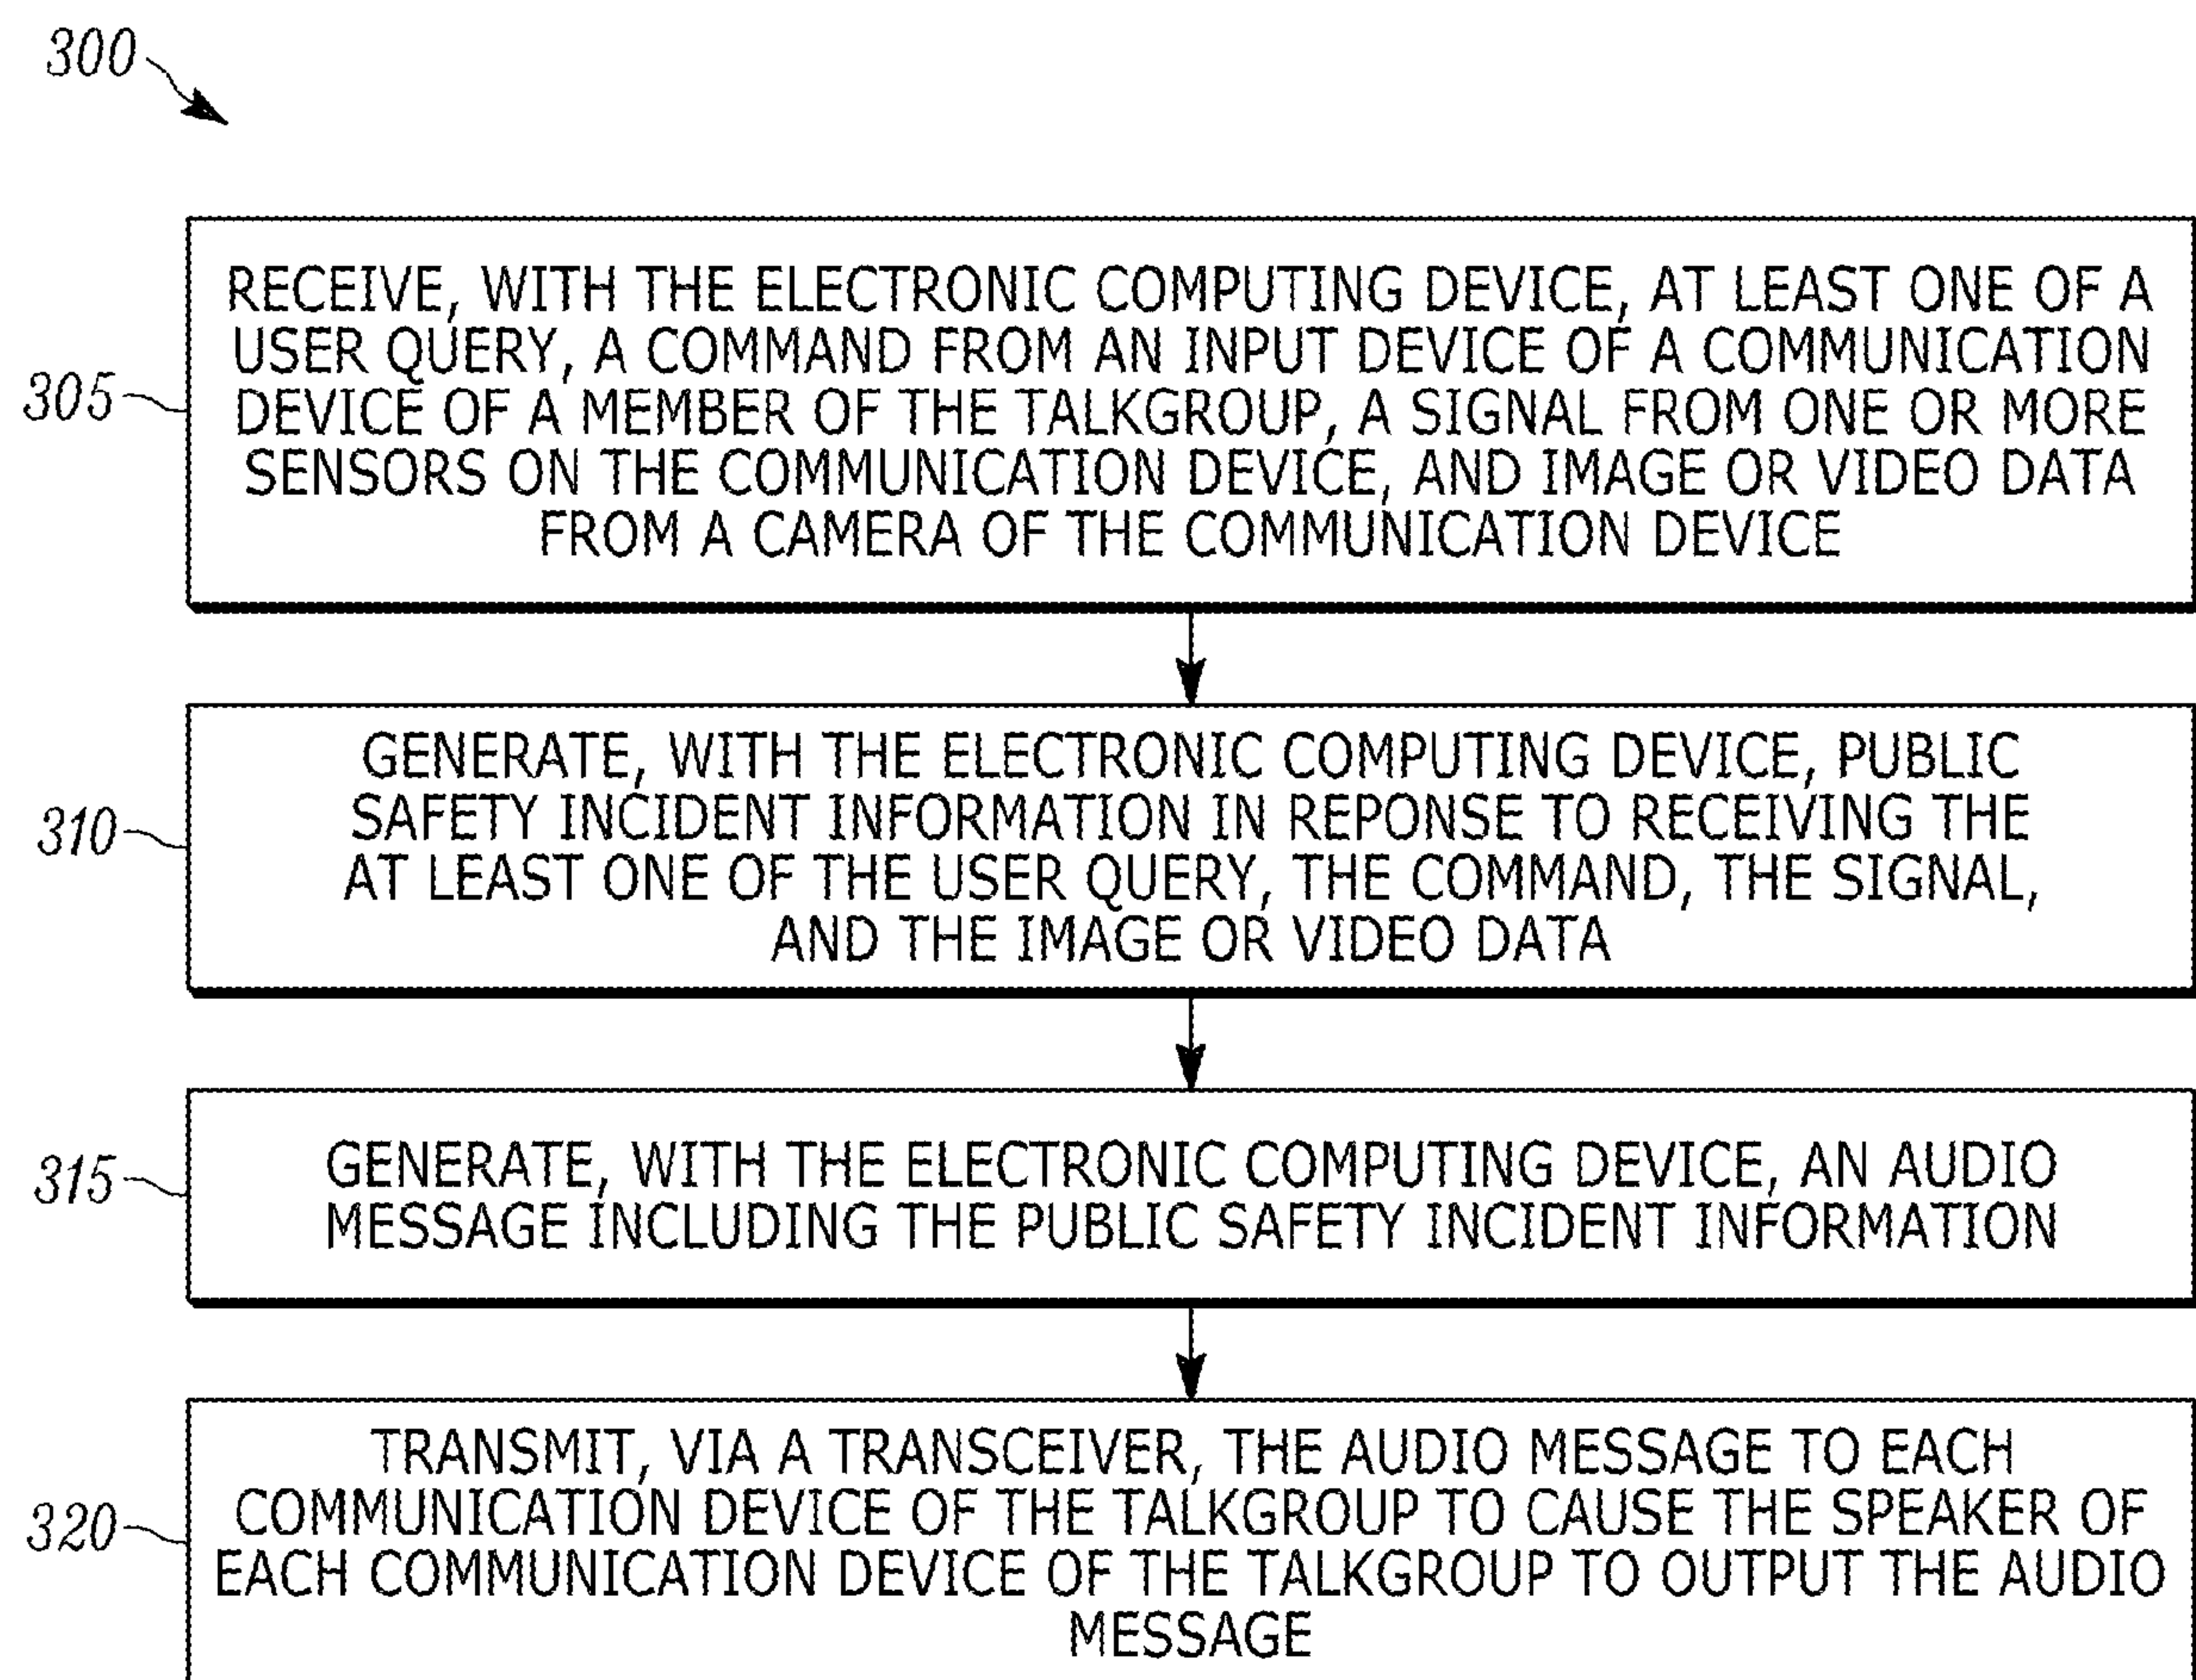 300
305
RECEIVE, WITH THE ELECTRONIC COMPUTING DEVICE, AT LEAST ONE OF A
USER QUERY, A COMMAND FROM AN INPUT DEVICE OF A COMMUNICATION
DEVICE OF A MEMBER OF THE TALKGROUP, A SIGNAL FROM ONE OR MORE
SENSORS ON THE COMMUNICATION DEVICE, AND IMAGE OR VIDEO DATA
FROM A CAMERA OF THE COMMUNICATION DEVICE
310
GENERATE, WITH THE ELECTRONIC COMPUTING DEVICE, PUBLIC
SAFETY INCIDENT INFORMATION IN REPONSE TO RECEIVING THE
AT LEAST ONE OF THE USER QUERY, THE COMMAND, THE SIGNAL,
AND THE IMAGE OR VIDEO DATA
315
GENERATE, WITH THE ELECTRONIC COMPUTING DEVICE, AN AUDIO
MESSAGE INCLUDING THE PUBLIC SAFETY INCIDENT INFORMATION
320
TRANSMIT, VIA A TRANSCEIVER, THE AUDIO MESSAGE TO EACH
COMMUNICATION DEVICE OF THE TALKGROUP TO CAUSE THE SPEAKER OF
EACH COMMUNICATION DEVICE OF THE TALKGROUP TO OUTPUT THE AUDIO
MESSAGE